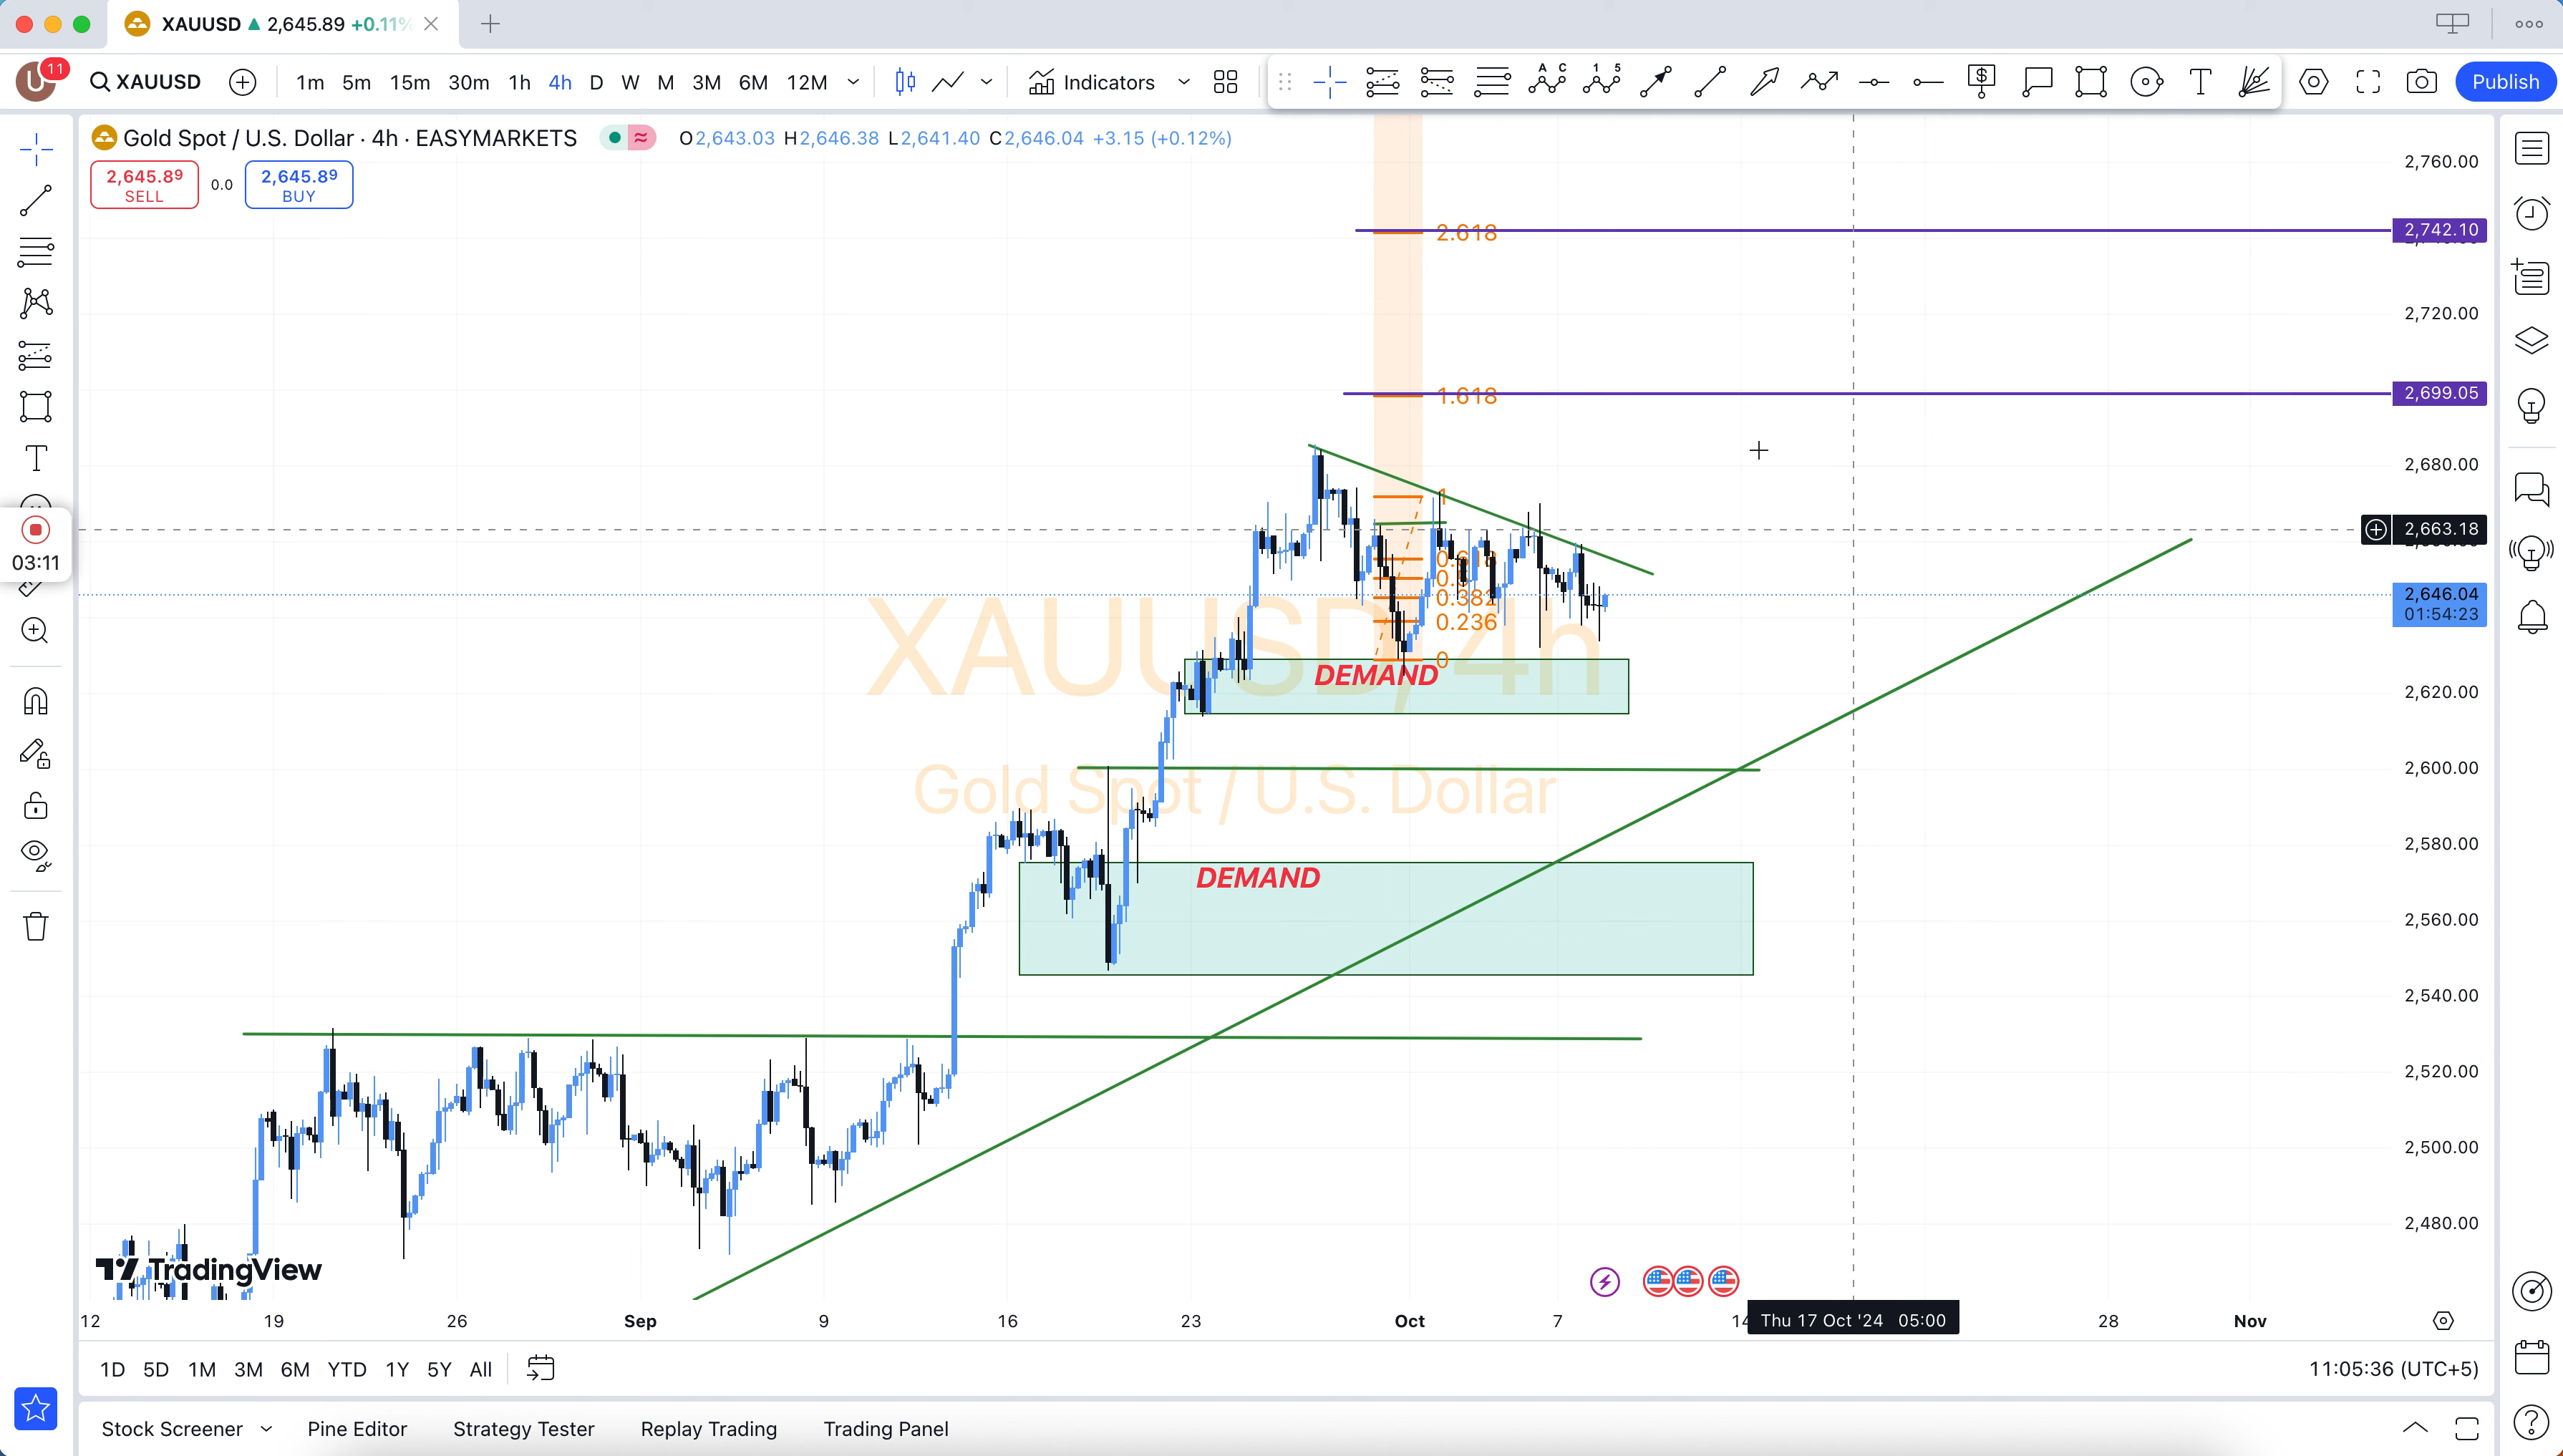 XAUUSD ▲ 2,645.89 +0.11%
U 11 XAUUSD 1m 5m 15m 30m 1h 4h D W M 3M 6M 12M Indicators Publish
Gold Spot / U.S. Dollar · 4h · EASYMARKETS O2,643.03 H2,646.38 L2,641.40 C2,646.04 +3.15 (+0.12%)
2,645.89 0.0 2,645.89
SELL BUY
2,760.00
2.618 2,742.10
2,720.00
1.618 2,699.05
2,680.00
1
2,663.18
03:11
0.382 2,646.04
01:54:23
0.236
0
XAUUSD, 4h
DEMAND
2,620.00
2,600.00
Gold Spot / U.S. Dollar
2,580.00
DEMAND
2,560.00
2,540.00
2,520.00
2,500.00
2,480.00
TradingView
12 19 26 Sep 9 16 23 Oct 7 14 Thu 17 Oct '24 05:00 28 Nov
1D 5D 1M 3M 6M YTD 1Y 5Y All 11:05:36 (UTC+5)
Stock Screener Pine Editor Strategy Tester Replay Trading Trading Panel